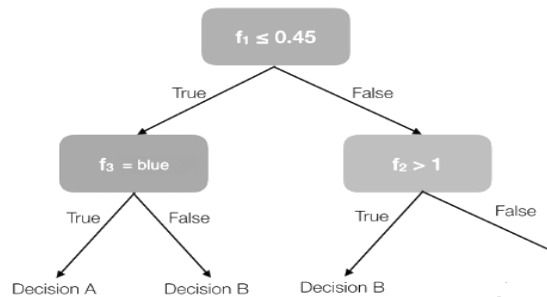 f₁ ≤ 0.45
True
False
f₃ = blue
f₂ > 1
True
False
True
False
Decision A
Decision B
Decision B